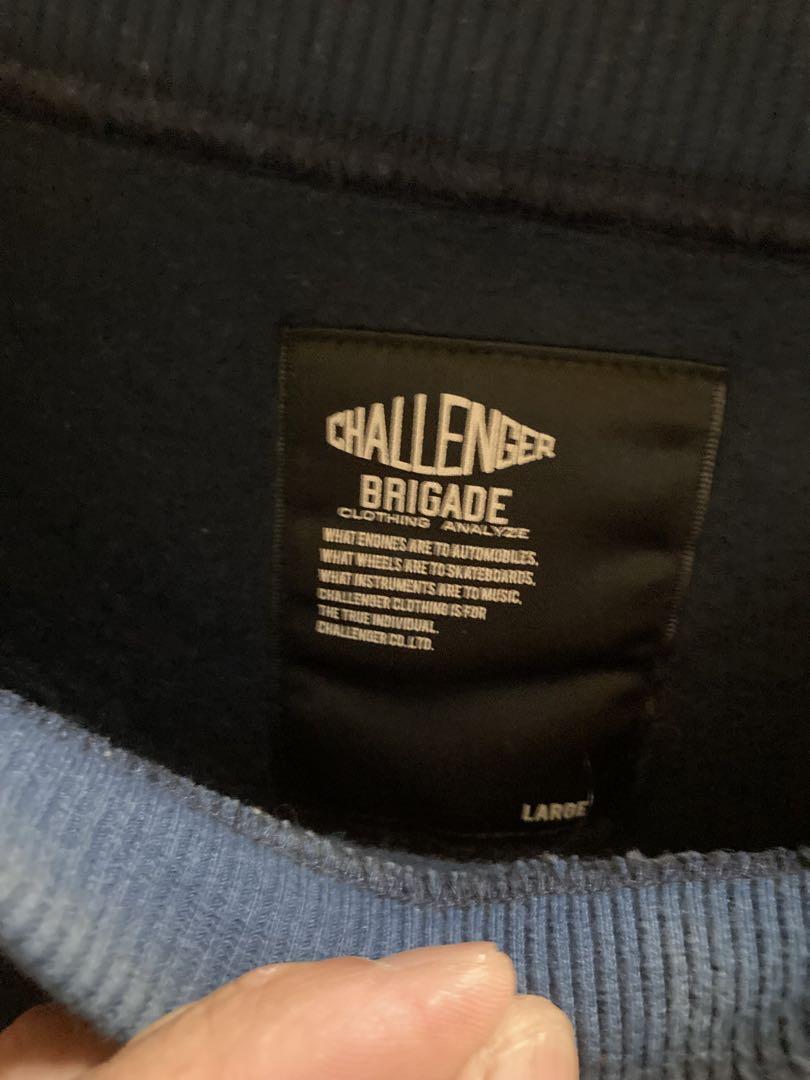 CHALLENGER
BRIGADE
CLOTHING ANALYZE
WHAT ENGINES ARE TO AUTOMOBILES,
WHAT WHEELS ARE TO SKATEBOARDS,
WHAT INSTRUMENTS ARE TO MUSIC,
CHALLENGER CLOTHING IS FOR
THE TRUE INDIVIDUAL.
CHALLENGER CO.,LTD.
LARGE